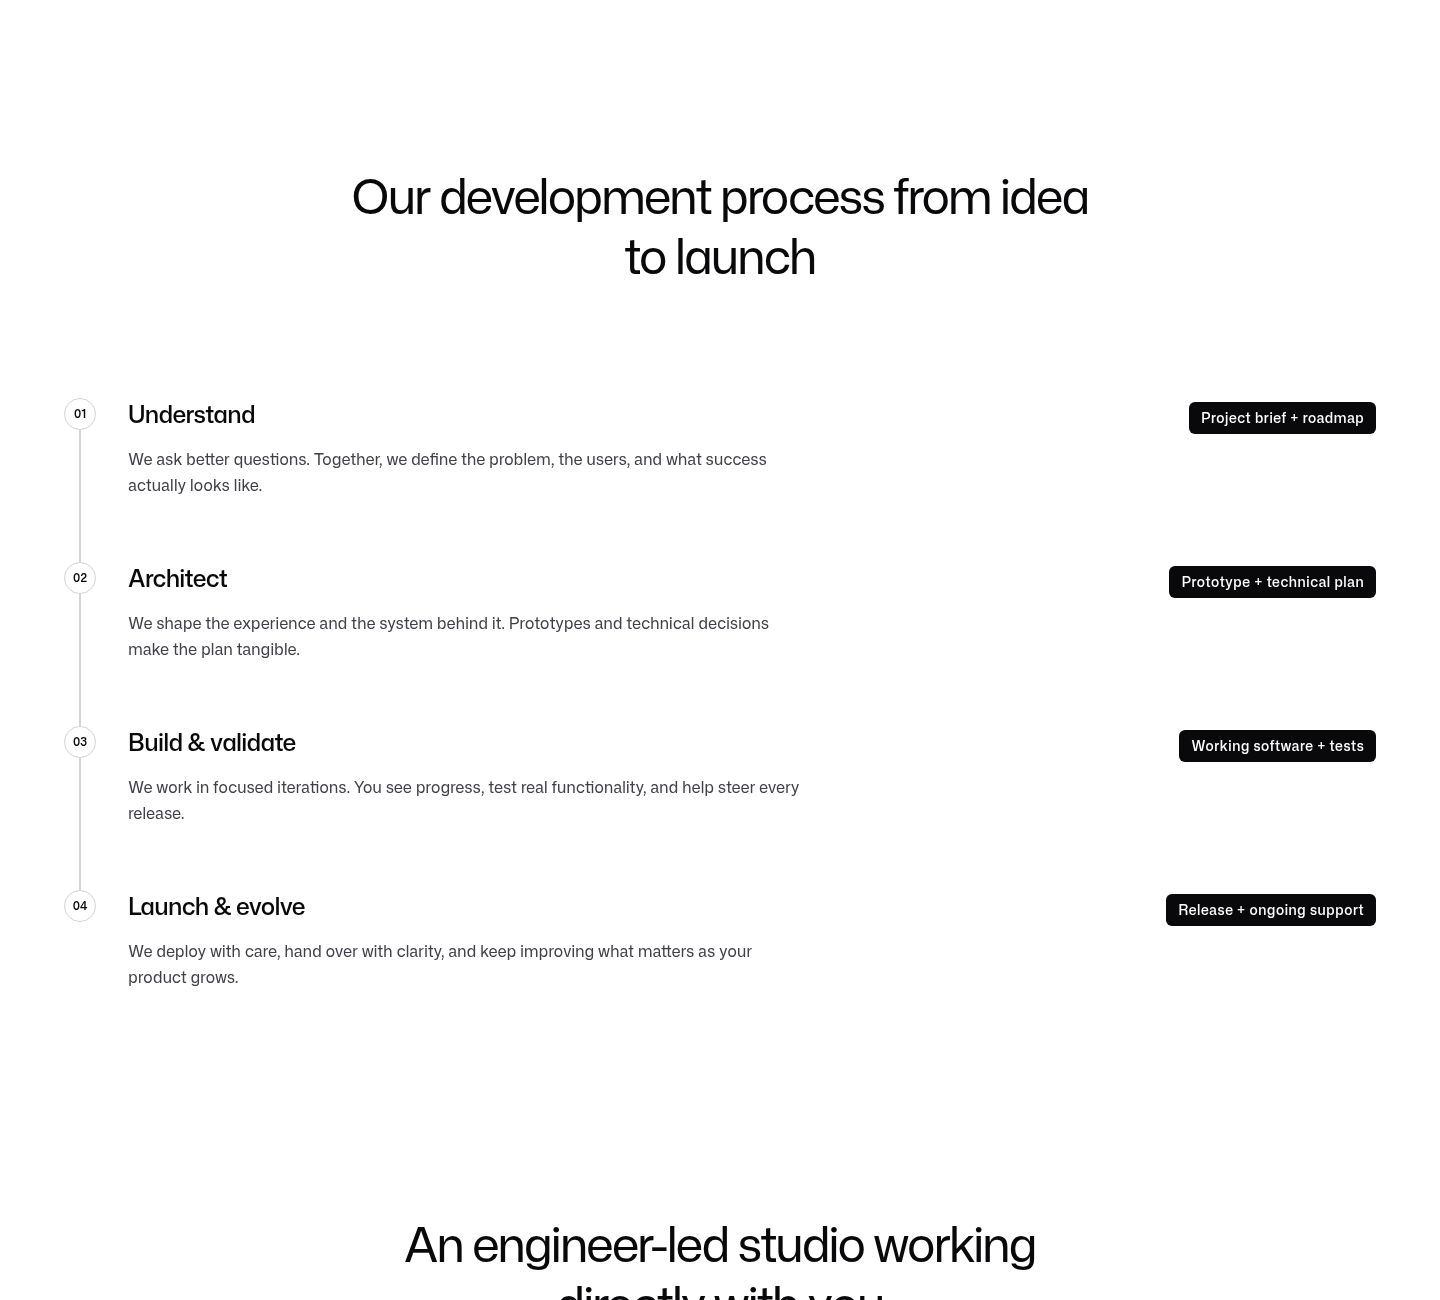 Our development process from idea
to launch
01
Understand
Project brief + roadmap
We ask better questions. Together, we define the problem, the users, and what success
actually looks like.
02
Architect
Prototype + technical plan
We shape the experience and the system behind it. Prototypes and technical decisions
make the plan tangible.
03
Build & validate
Working software + tests
We work in focused iterations. You see progress, test real functionality, and help steer every
release.
04
Launch & evolve
Release + ongoing support
We deploy with care, hand over with clarity, and keep improving what matters as your
product grows.
An engineer-led studio working
directly with you